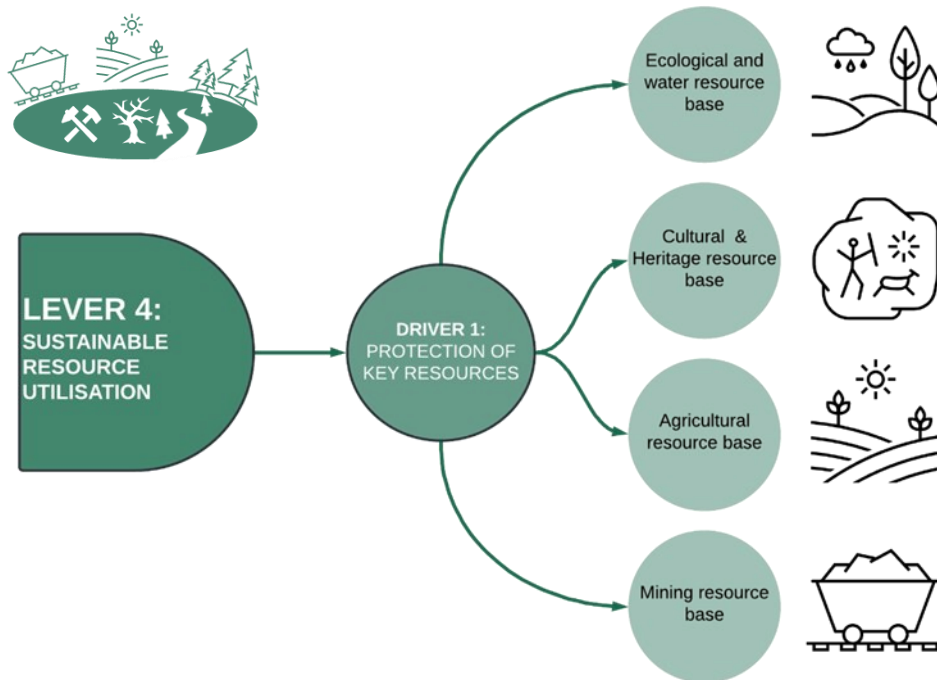 LEVER 4:
SUSTAINABLE
RESOURCE
UTILISATION
DRIVER 1:
PROTECTION OF
KEY RESOURCES
Ecological and
water resource
base
Cultural & 
Heritage resource
base
Agricultural
resource base
Mining resource
base